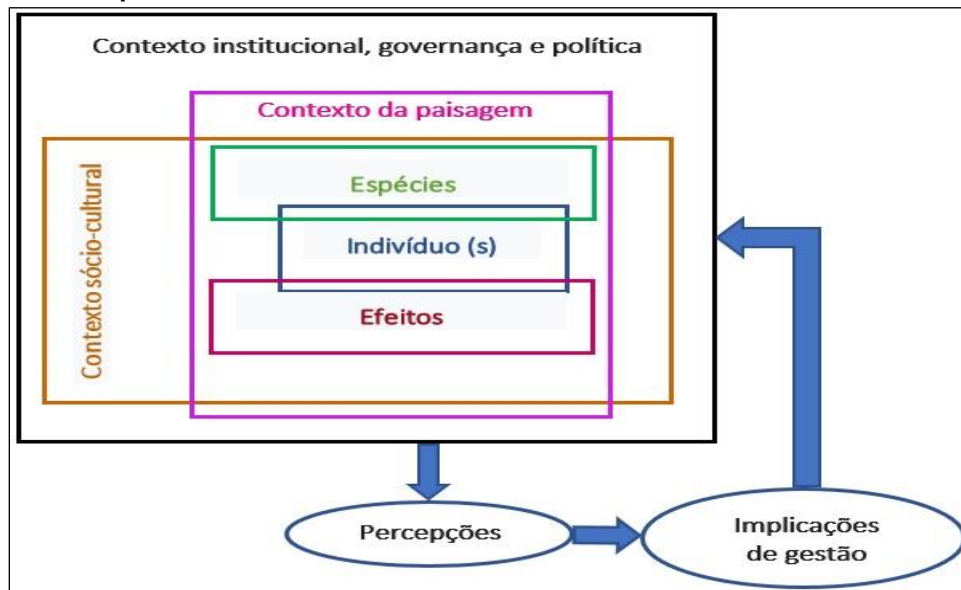 Contexto institucional, governança e política
Contexto da paisagem
Contexto sócio-cultural
Espécies
Indivíduo (s)
Efeitos
Percepções
Implicações
de gestão